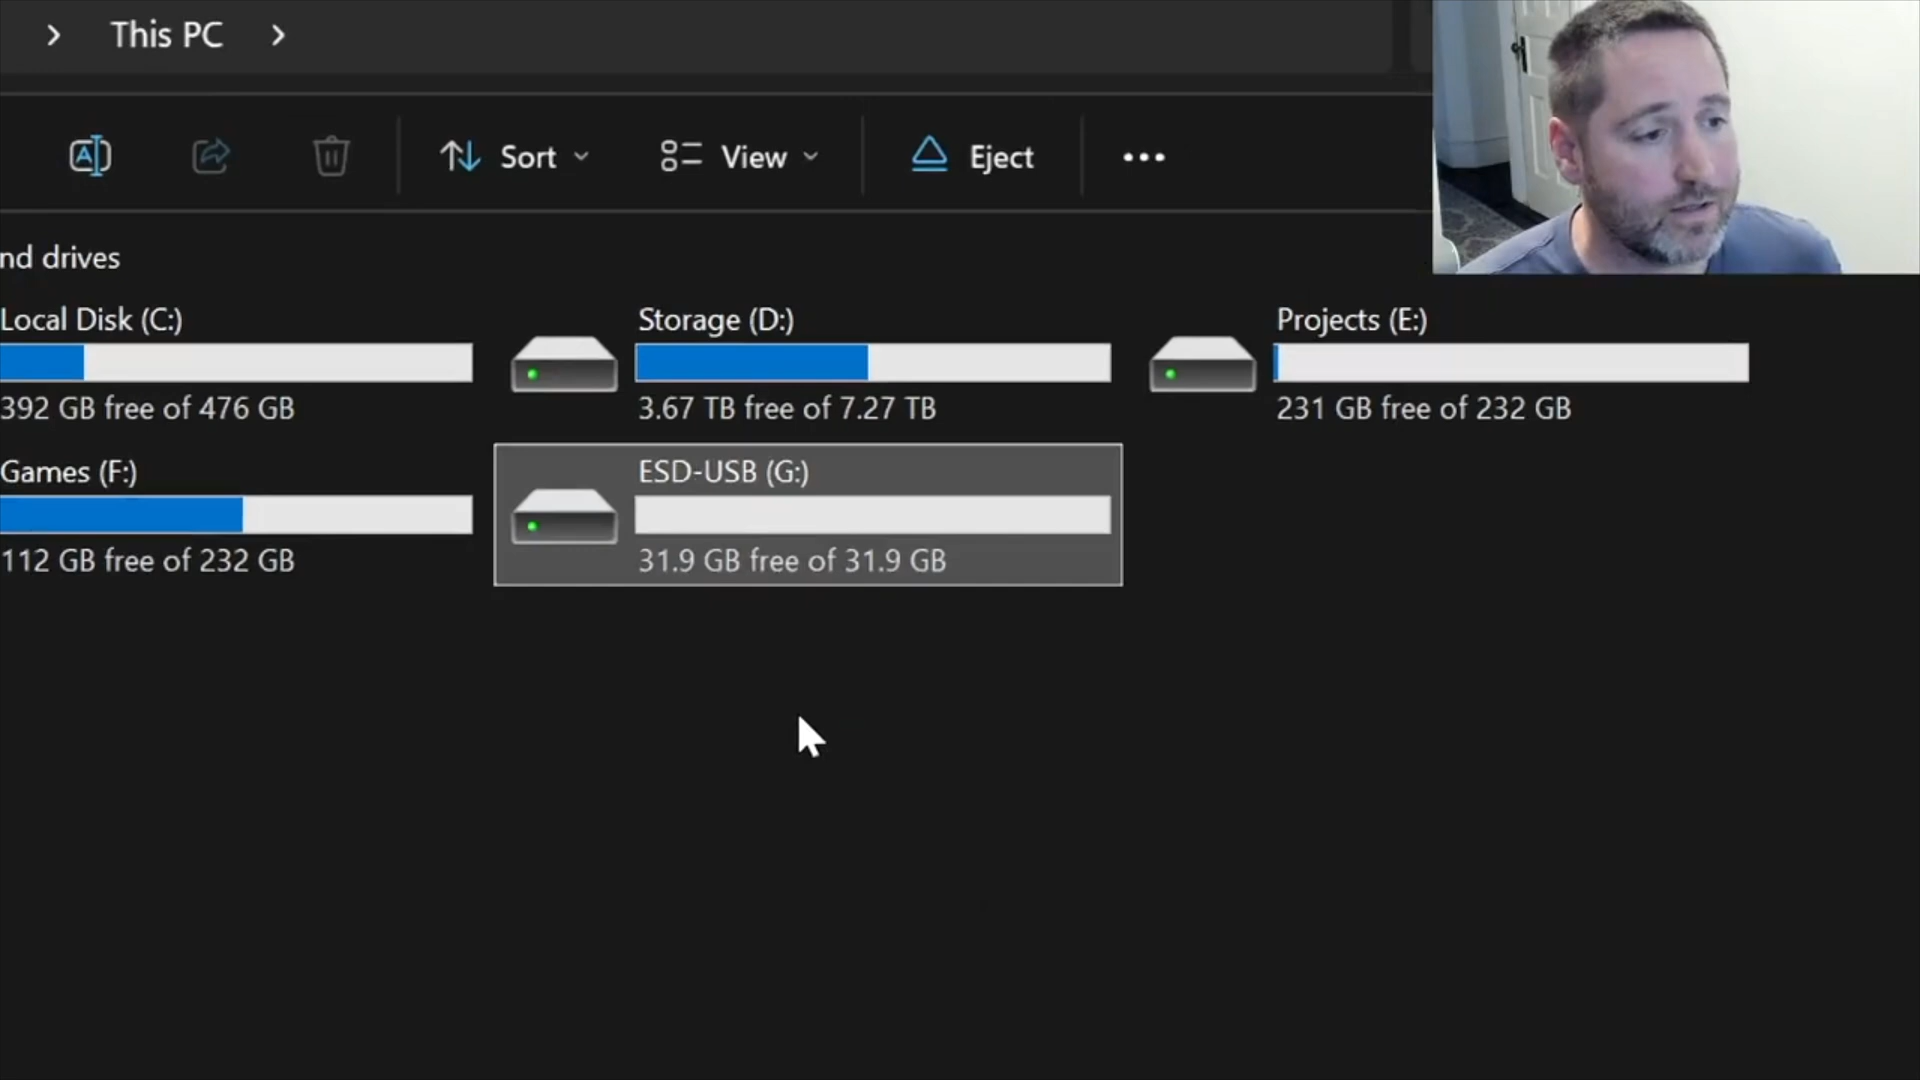 This PC
Sort
View
Eject
nd drives
Local Disk (C:)
392 GB free of 476 GB
Storage (D:)
3.67 TB free of 7.27 TB
Projects (E:)
231 GB free of 232 GB
Games (F:)
112 GB free of 232 GB
ESD-USB (G:)
31.9 GB free of 31.9 GB